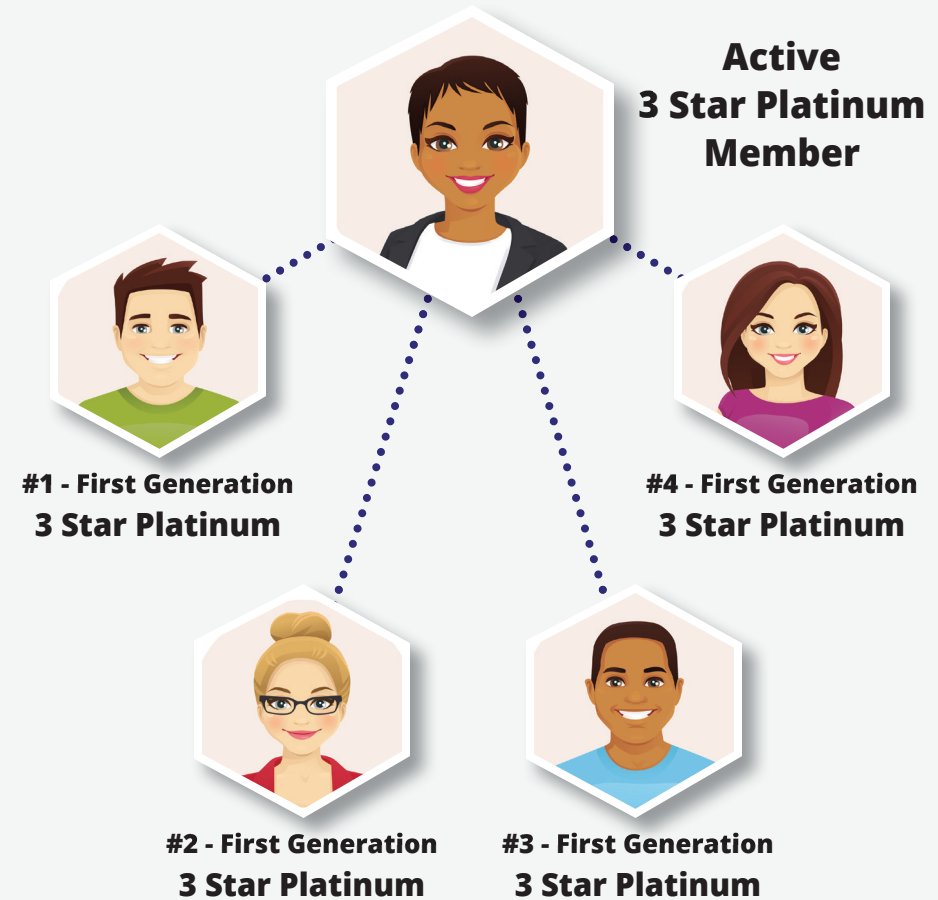 Active
3 Star Platinum
Member
#1 - First Generation
3 Star Platinum
#4 - First Generation
3 Star Platinum
#2 - First Generation
3 Star Platinum
#3 - First Generation
3 Star Platinum